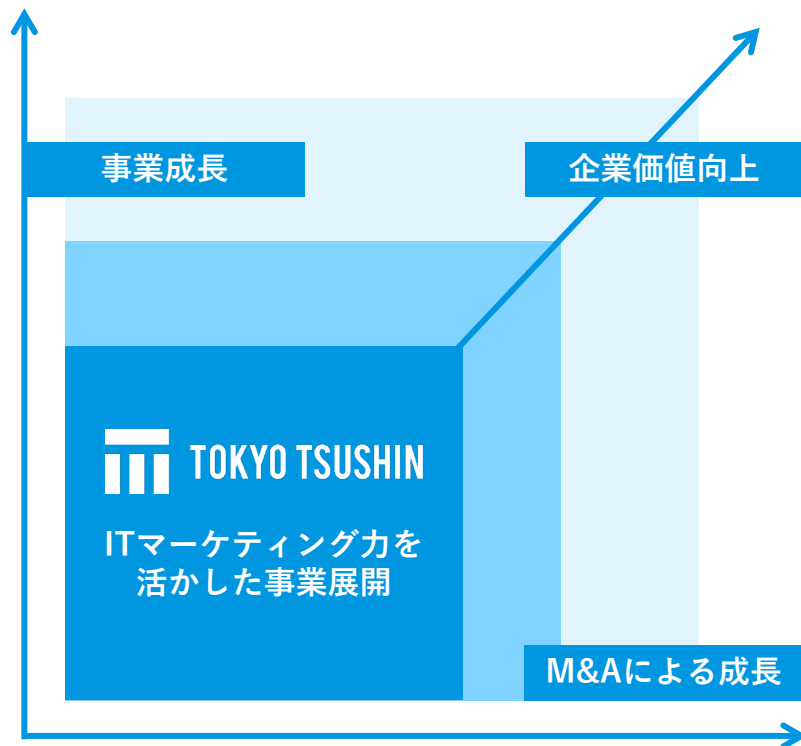 事業成長
企業価値向上
TOKYO TSUSHIN
ITマーケティング力を
活かした事業展開
M&Aによる成長